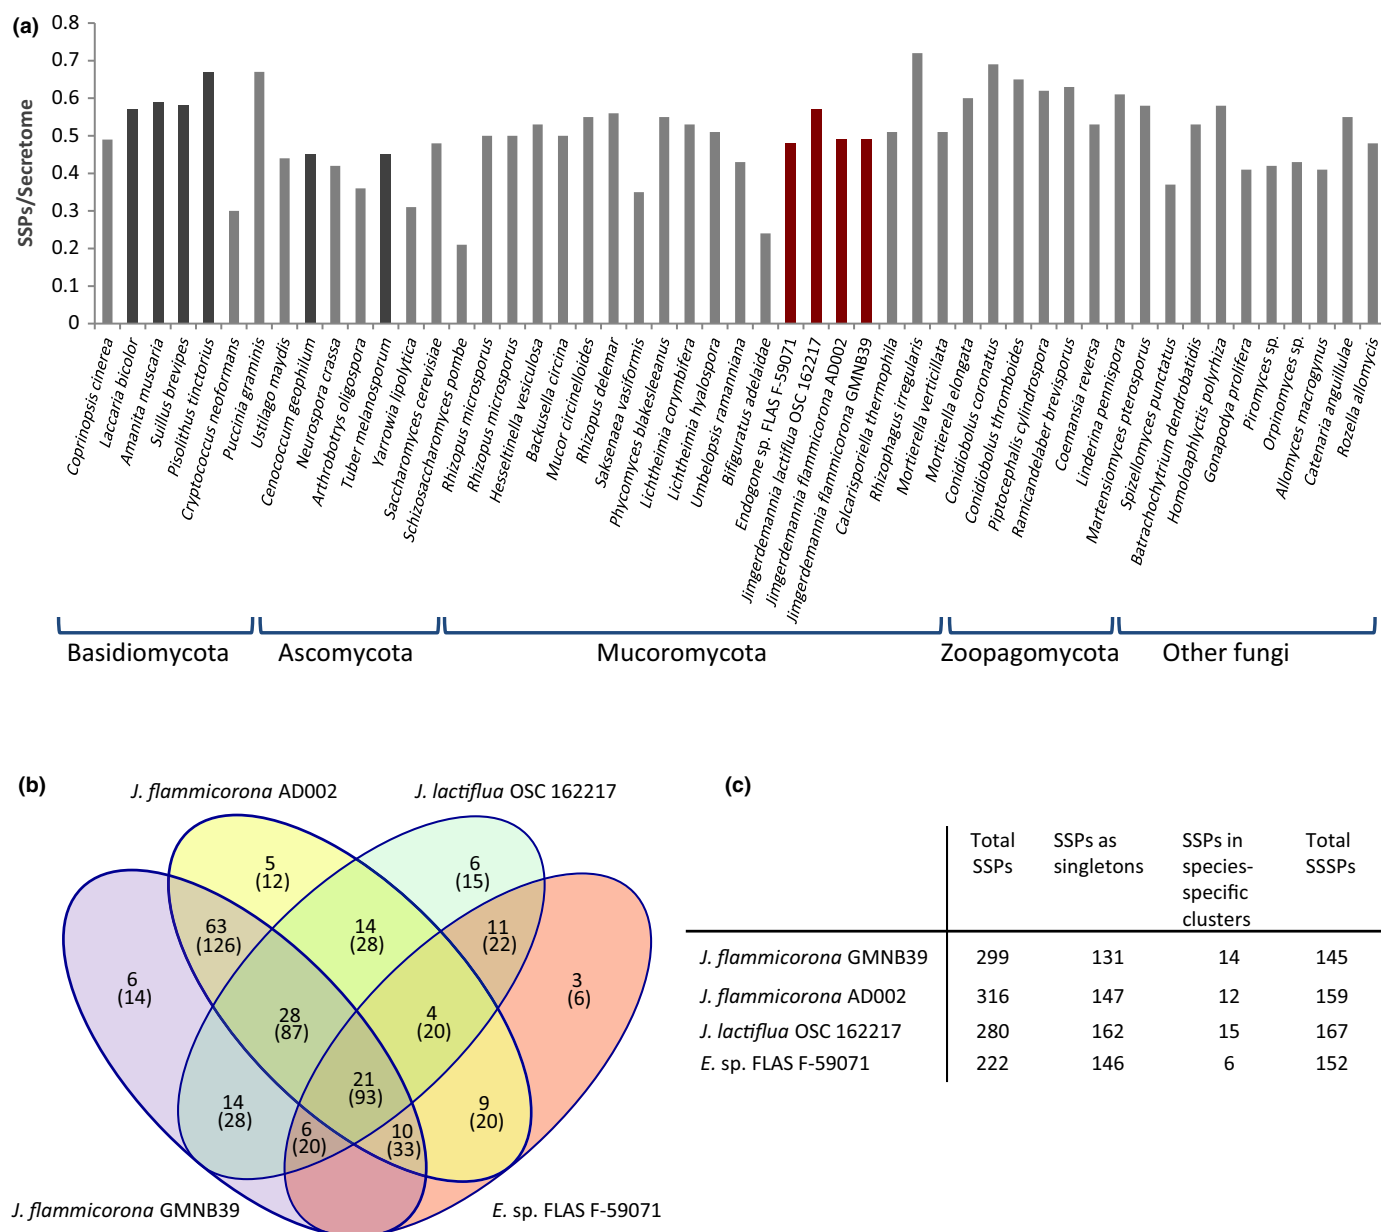 (a)
SSPs/Secretome
0.8
0.7
0.6
0.5
0.4
0.3
0.2
0.1
0
Coprinopsis cinerea
Laccaria bicolor
Amanita muscaria
Suillus brevipes
Pisolithus tinctorius
Cryptococcus neoformans
Puccinia graminis
Ustilago maydis
Cenococcum geophilum
Neurospora crassa
Arthrobotrys oligospora
Tuber melanosporum
Yarrowia lipolytica
Saccharomyces cerevisiae
Schizosaccharomyces pombe
Rhizopus microsporus
Rhizopus microsporus
Hesseltinella vesiculosa
Backusella circina
Mucor circinelloides
Rhizopus delemar
Saksenaea vasiformis
Phycomyces blakesleeanus
Lichtheimia corymbifera
Lichtheimia hyalospora
Umbelopsis ramanniana
Bifiguratus adelaidae
Endogone sp. FLAS F-59071
Jimgerdemannia lactiflua OSC 162217
Jimgerdemannia flammicorona AD002
Jimgerdemannia flammicorona GMNB39
Calcarisporiella thermophila
Rhizophagus irregularis
Mortierella verticillata
Mortierella elongata
Conidiobolus coronatus
Conidiobolus thromboides
Piptocephalis cylindrospora
Ramicandelaber brevisporus
Coemansia reversa
Linderina pennispora
Martensiomyces pterosporus
Spizellomyces punctatus
Batrachochytrium dendrobatidis
Homolaophlyctis polyrhiza
Gonapodya prolifera
Piromyces sp.
Orpinomyces sp.
Allomyces macrogynus
Catenaria anguillulae
Rozella allomycis
Basidiomycota
Ascomycota
Mucoromycota
Zoopagomycota
Other fungi
(b)
J. flammicorona AD002
J. lactiflua OSC 162217
5
(12)
6
(15)
63
(126)
14
(28)
11
(22)
6
(14)
3
(6)
28
(87)
4
(20)
21
(93)
14
(28)
9
(20)
6
(20)
10
(33)
J. flammicorona GMNB39
E. sp. FLAS F-59071
(c)
Total SSPs as SSPs in Total
SSPs singletons species- SSSPs
specific
clusters
J. flammicorona GMNB39 299 131 14 145
J. flammicorona AD002 316 147 12 159
J. lactiflua OSC 162217 280 162 15 167
E. sp. FLAS F-59071 222 146 6 152